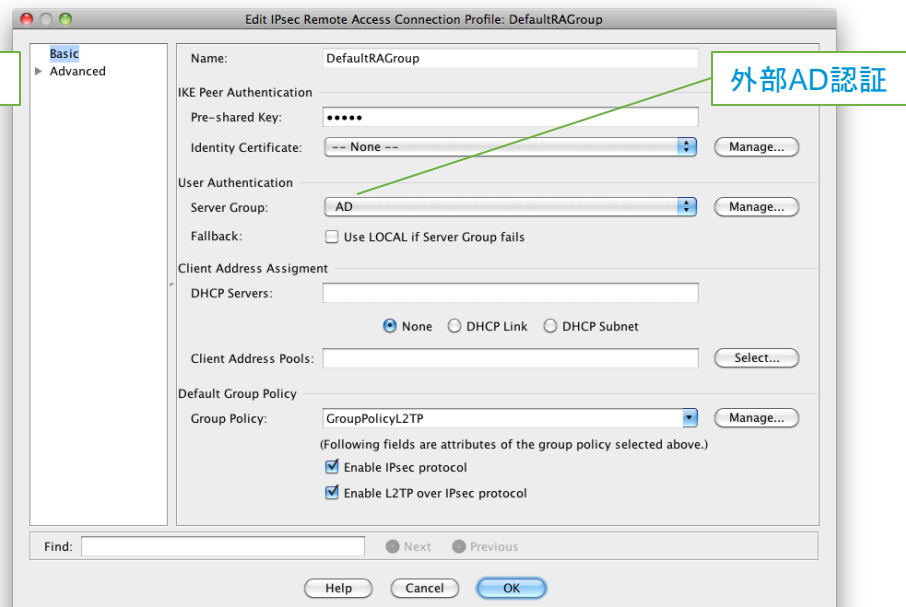 Edit IPsec Remote Access Connection Profile: DefaultRAGroup
Basic
Advanced
Name: DefaultRAGroup
外部AD認証
IKE Peer Authentication
Pre-shared Key: •••••
Identity Certificate: -- None -- Manage...
User Authentication
Server Group: AD Manage...
Fallback: Use LOCAL if Server Group fails
Client Address Assigment
DHCP Servers:
None DHCP Link DHCP Subnet
Client Address Pools: Select...
Default Group Policy
Group Policy: GroupPolicyL2TP Manage...
(Following fields are attributes of the group policy selected above.)
Enable IPsec protocol
Enable L2TP over IPsec protocol
Find: Next Previous
Help Cancel OK